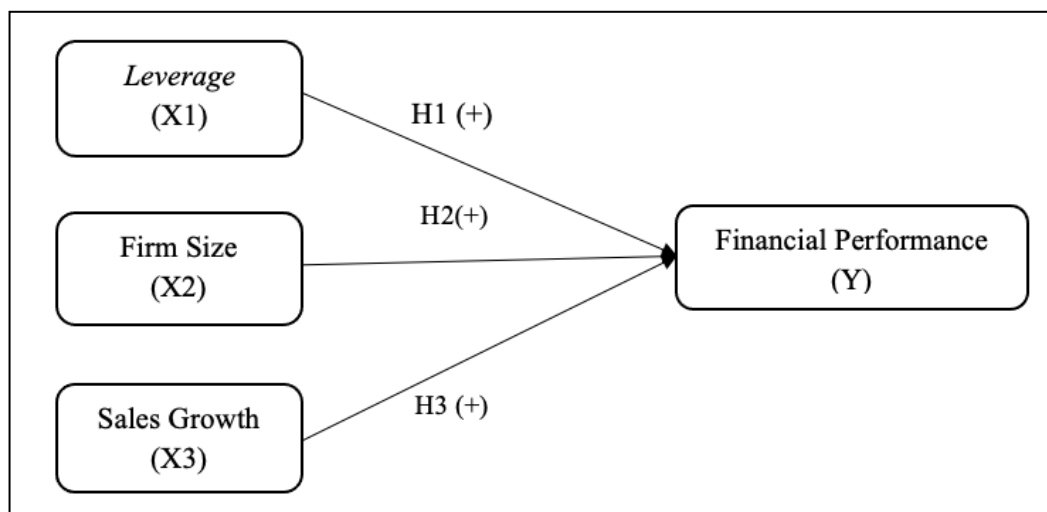 Leverage
(X1)
H1 (+)
Firm Size
(X2)
H2(+)
Financial Performance
(Y)
Sales Growth
(X3)
H3 (+)